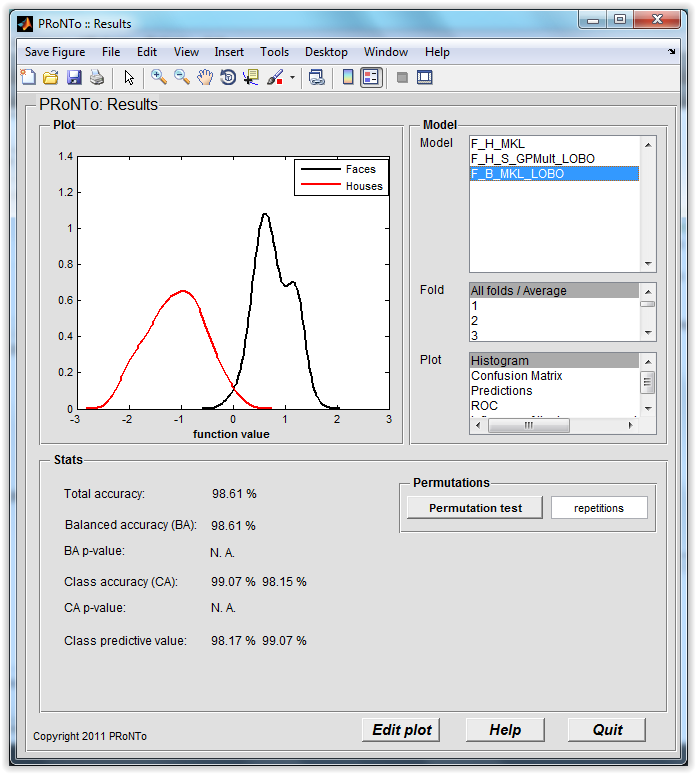 PRoNTo :: Results
Save Figure File Edit View Insert Tools Desktop Window Help
PRoNTo: Results
Plot
1.4
1.2
1
0.8
0.6
0.4
0.2
0
-3 -2 -1 0 1 2 3
function value
Faces
Houses
Model
Model
F_H_MKL
F_H_S_GPMult_LOBO
F_B_MKL_LOBO
Fold
All folds / Average
1
2
3
Plot
Histogram
Confusion Matrix
Predictions
ROC
Stats
Total accuracy: 98.61 %
Balanced accuracy (BA): 98.61 %
BA p-value: N. A.
Class accuracy (CA): 99.07 % 98.15 %
CA p-value: N. A.
Class predictive value: 98.17 % 99.07 %
Permutations
Permutation test repetitions
Copyright 2011 PRoNTo
Edit plot Help Quit